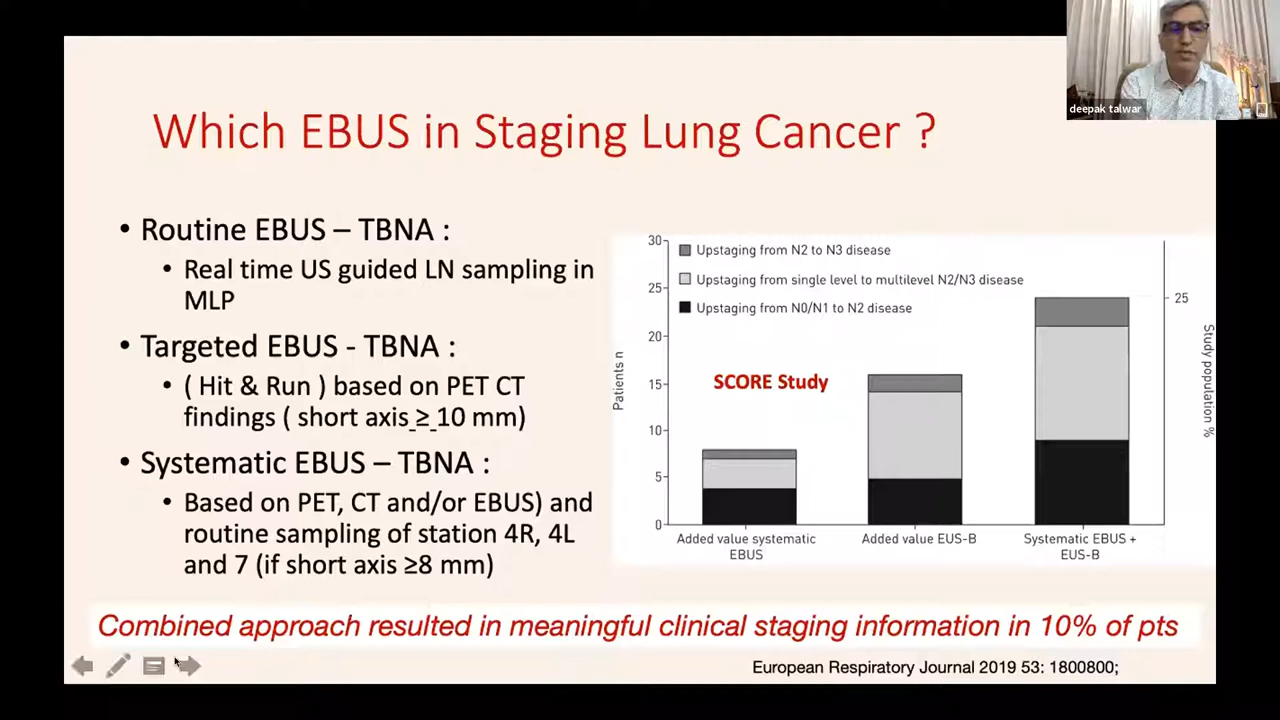 deepak talwar
Which EBUS in Staging Lung Cancer ?
• Routine EBUS – TBNA :
• Real time US guided LN sampling in
MLP
• Targeted EBUS - TBNA :
• ( Hit & Run ) based on PET CT
findings ( short axis ≥ 10 mm)
• Systematic EBUS – TBNA :
• Based on PET, CT and/or EBUS) and
routine sampling of station 4R, 4L
and 7 (if short axis ≥8 mm)
Upstaging from N2 to N3 disease
Upstaging from single level to multilevel N2/N3 disease
Upstaging from N0/N1 to N2 disease
SCORE Study
Patients n
30
25
20
15
10
5
0
25
Study population %
Added value systematic
EBUS
Added value EUS-B
Systematic EBUS +
EUS-B
Combined approach resulted in meaningful clinical staging information in 10% of pts
European Respiratory Journal 2019 53: 1800800;